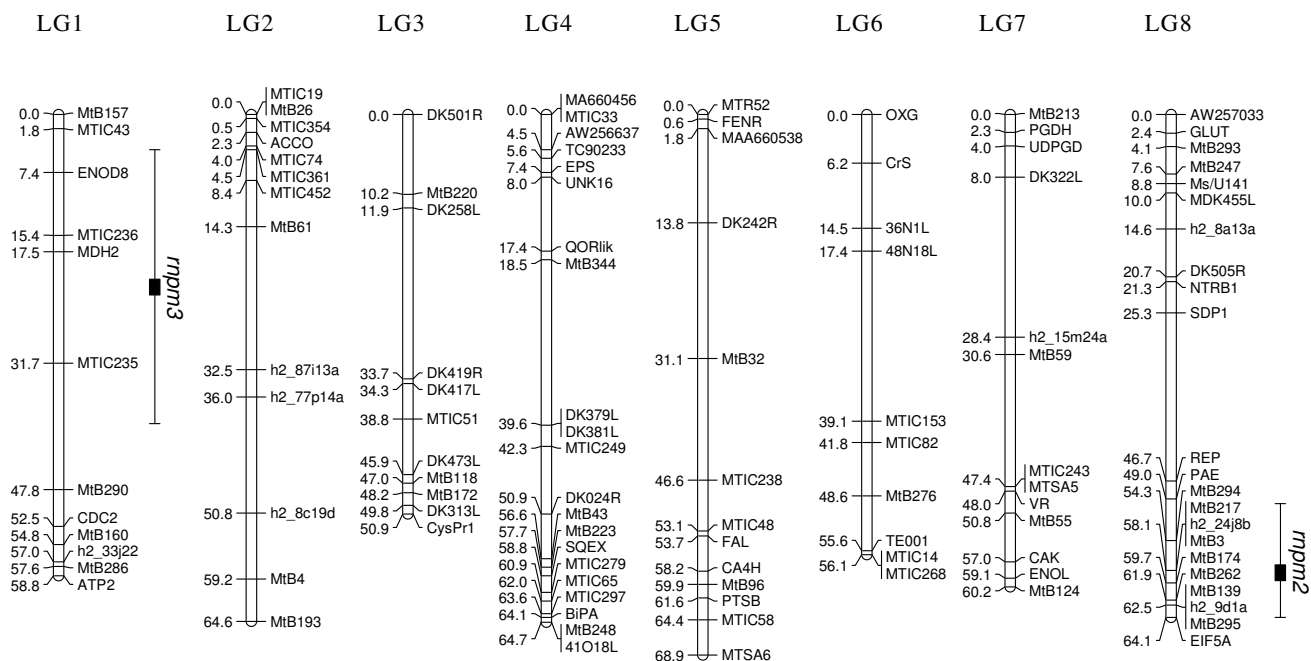 LG1 LG2 LG3 LG4 LG5 LG6 LG7 LG8
0.0 MtB157
1.8 MTIC43
7.4 ENOD8
15.4 MTIC236
17.5 MDH2
31.7 MTIC235
47.8 MtB290
52.5 CDC2
54.8 MtB160
57.0 h2_33j22
57.6 MtB286
58.8 ATP2
rnpm3
0.0 MTIC19
MtB26
0.5 MTIC354
2.3 ACCO
4.0 MTIC74
4.5 MTIC361
8.4 MTIC452
14.3 MtB61
32.5 h2_87i13a
36.0 h2_77p14a
50.8 h2_8c19d
59.2 MtB4
64.6 MtB193
0.0 DK501R
10.2 MtB220
11.9 DK258L
33.7 DK419R
34.3 DK417L
38.8 MTIC51
45.9 DK473L
47.0 MtB118
48.2 MtB172
49.8 DK313L
50.9 CysPr1
0.0 MA660456
MTIC33
4.5 AW256637
5.6 TC90233
7.4 EPS
8.0 UNK16
17.4 QORlik
18.5 MtB344
39.6 DK379L
DK381L
42.3 MTIC249
50.9 DK024R
56.6 MtB43
57.7 MtB223
58.8 SQEX
60.9 MTIC279
62.0 MTIC65
63.6 MTIC297
64.1 BiPA
64.7 MtB248
41O18L
0.0 MTR52
0.6 FENR
1.8 MAA660538
13.8 DK242R
31.1 MtB32
46.6 MTIC238
53.1 MTIC48
53.7 FAL
58.2 CA4H
59.9 MtB96
61.6 PTSB
64.4 MTIC58
68.9 MTSA6
0.0 OXG
6.2 CrS
14.5 36N1L
17.4 48N18L
39.1 MTIC153
41.8 MTIC82
48.6 MtB276
55.6 TE001
56.1 MTIC14
MTIC268
0.0 MtB213
2.3 PGDH
4.0 UDPGD
8.0 DK322L
28.4 h2_15m24a
30.6 MtB59
47.4 MTIC243
MTSA5
48.0 VR
50.8 MtB55
57.0 CAK
59.1 ENOL
60.2 MtB124
0.0 AW257033
2.4 GLUT
4.1 MtB293
7.6 MtB247
8.8 Ms/U141
10.0 MDK455L
14.6 h2_8a13a
20.7 DK505R
21.3 NTRB1
25.3 SDP1
46.7 REP
49.0 PAE
54.3 MtB294
MtB217
58.1 h2_24j8b
MtB3
59.7 MtB174
61.9 MtB262
MtB139
62.5 h2_9d1a
MtB295
64.1 EIF5A
rnpm2